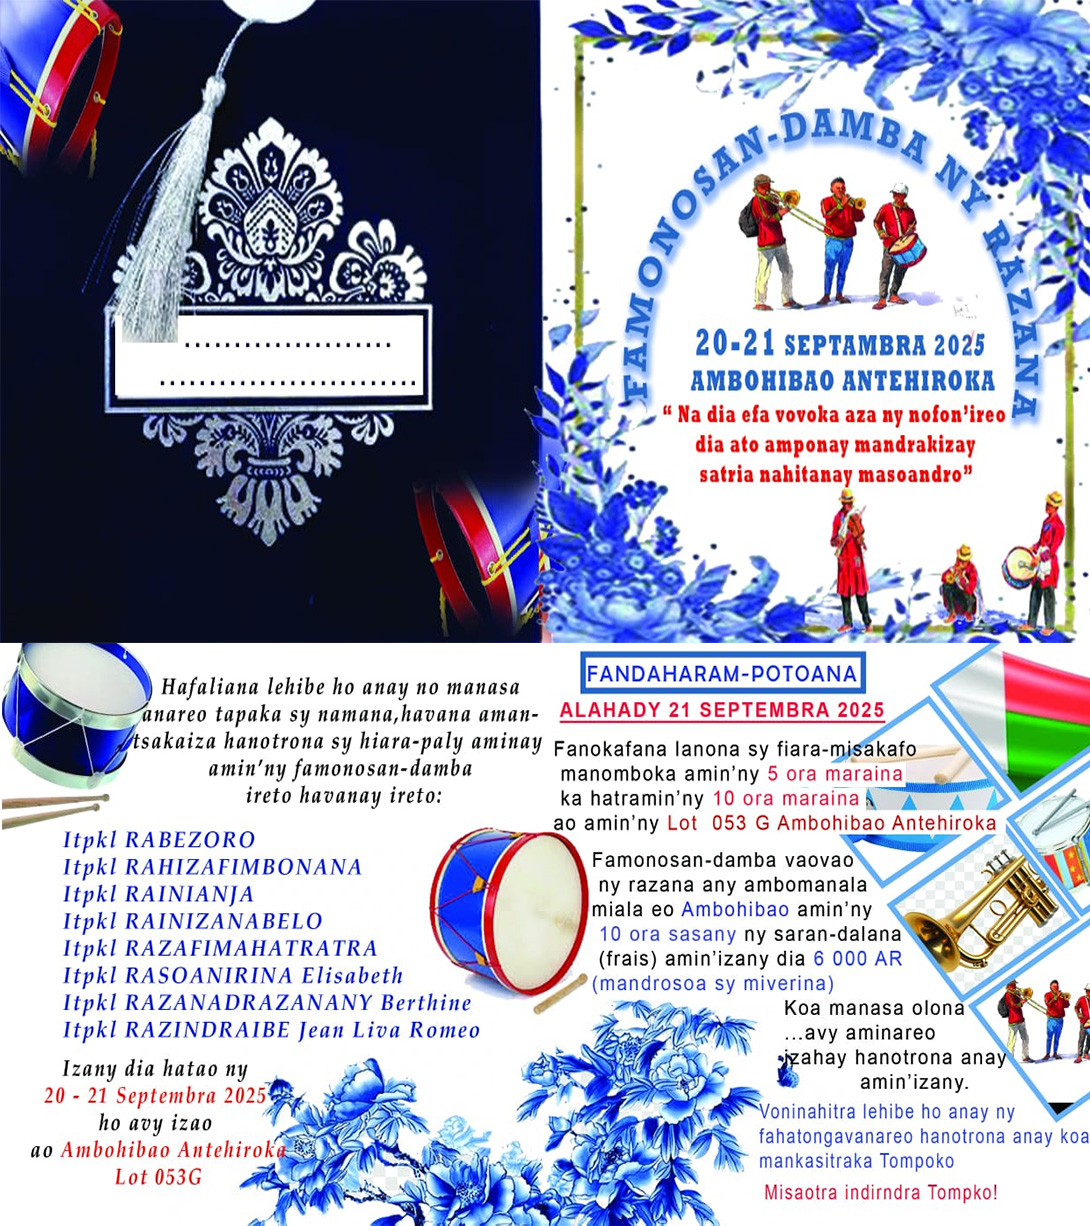 FAMONOSAN-DAMBA NY RAZANA
20-21 SEPTAMBRA 2025
AMBOHIBAO ANTEHIROKA
“ Na dia efa vovoka aza ny nofon’ireo
dia ato amponay mandrakizay
satria nahitanay masoandro”
Hafaliana lehibe ho anay no manasa
anareo tapaka sy namana,havana aman-
tsakaiza hanotrona sy hiara-paly aminay
amin’ny famonosan-damba
ireto havanay ireto:
Itpkl RABEZORO
Itpkl RAHIZAFIMBONANA
Itpkl RAINIANJA
Itpkl RAINIZANABELO
Itpkl RAZAFIMAHATRATRA
Itpkl RASOANIRINA Elisabeth
Itpkl RAZANADRAZANANY Berthine
Itpkl RAZINDRAIBE Jean Liva Romeo
Izany dia hatao ny
20 - 21 Septembra 2025
ho avy izao
ao Ambohibao Antehiroka
Lot 053G
FANDAHARAM-POTOANA
ALAHADY 21 SEPTEMBRA 2025
Fanokafana lanona sy fiara-misakafo
manomboka amin’ny 5 ora maraina
ka hatramin’ny 10 ora maraina
ao amin’ny Lot 053 G Ambohibao Antehiroka
Famonosan-damba vaovao
ny razana any ambomanala
miala eo Ambohibao amin’ny
10 ora sasany ny saran-dalana
(frais) amin’izany dia 6 000 AR
(mandrosoa sy miverina)
Koa manasa olona
...avy aminareo
izahay hanotrona anay
amin’izany.
Voninahitra lehibe ho anay ny
fahatongavanareo hanotrona anay koa
mankasitraka Tompoko
Misaotra indirndra Tompko!